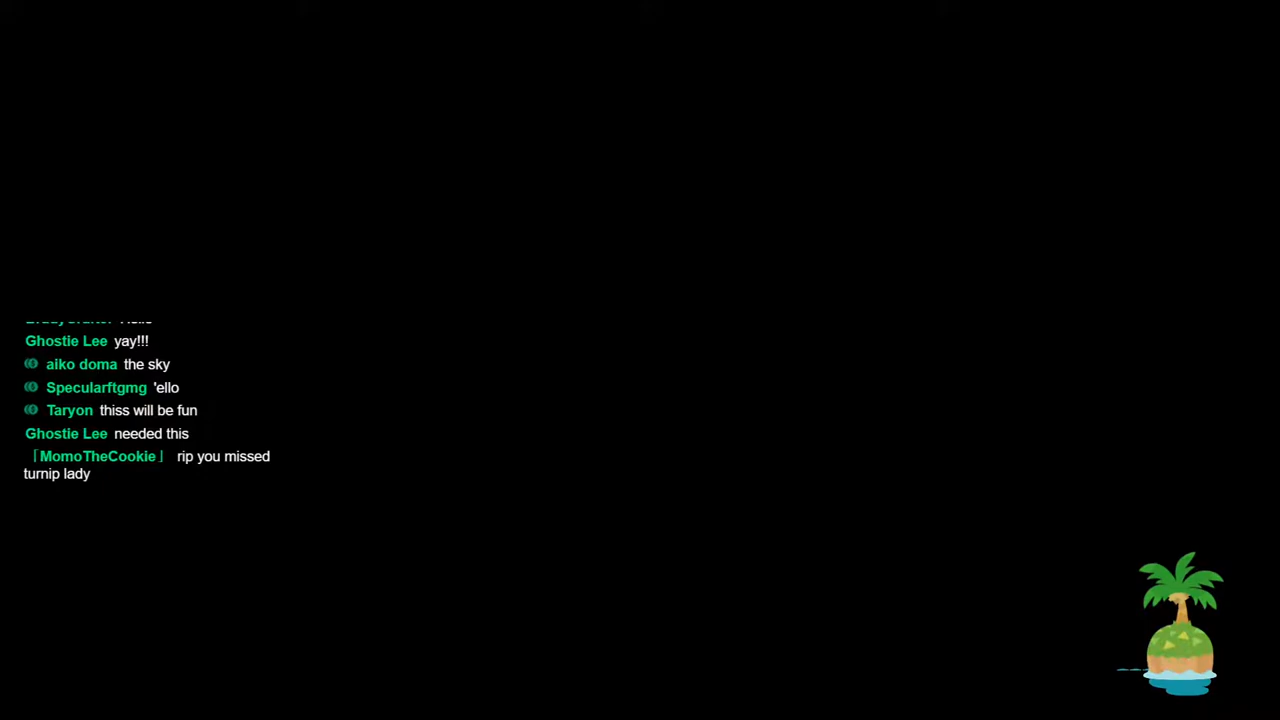 Ghostie Lee yay!!!
aiko doma the sky
Specularftgmg 'ello
Taryon thiss will be fun
Ghostie Lee needed this
「MomoTheCookie」 rip you missed
turnip lady